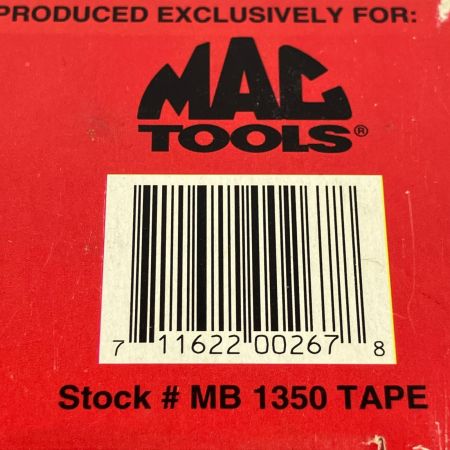 PRODUCED EXCLUSIVELY FOR:
MAC
TOOLS®
7 11622 00267 8
Stock # MB 1350 TAPE